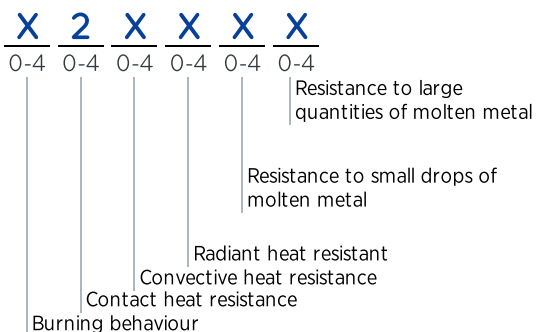 X 2 X X X X
0-4 0-4 0-4 0-4 0-4 0-4
Resistance to large
quantities of molten metal
Resistance to small drops of
molten metal
Radiant heat resistant
Convective heat resistance
Contact heat resistance
Burning behaviour